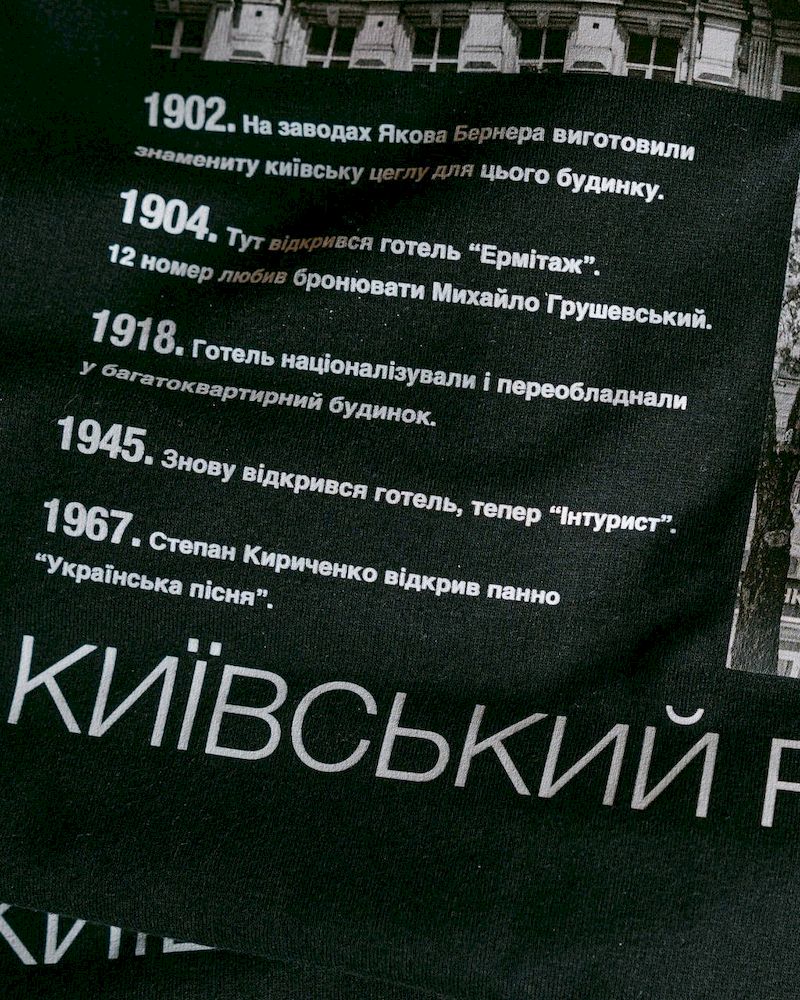 1902. На заводах Якова Бернера виготовили
знамениту київську цеглу для цього будинку.
1904. Тут відкрився готель “Ермітаж”.
12 номер любив бронювати Михайло Грушевський.
1918. Готель націоналізували і переобладнали
у багатоквартирний будинок.
1945. Знову відкрився готель, тепер “Інтурист”.
1967. Степан Кириченко відкрив панно
“Українська пісня”.
КИЇВСЬКИЙ